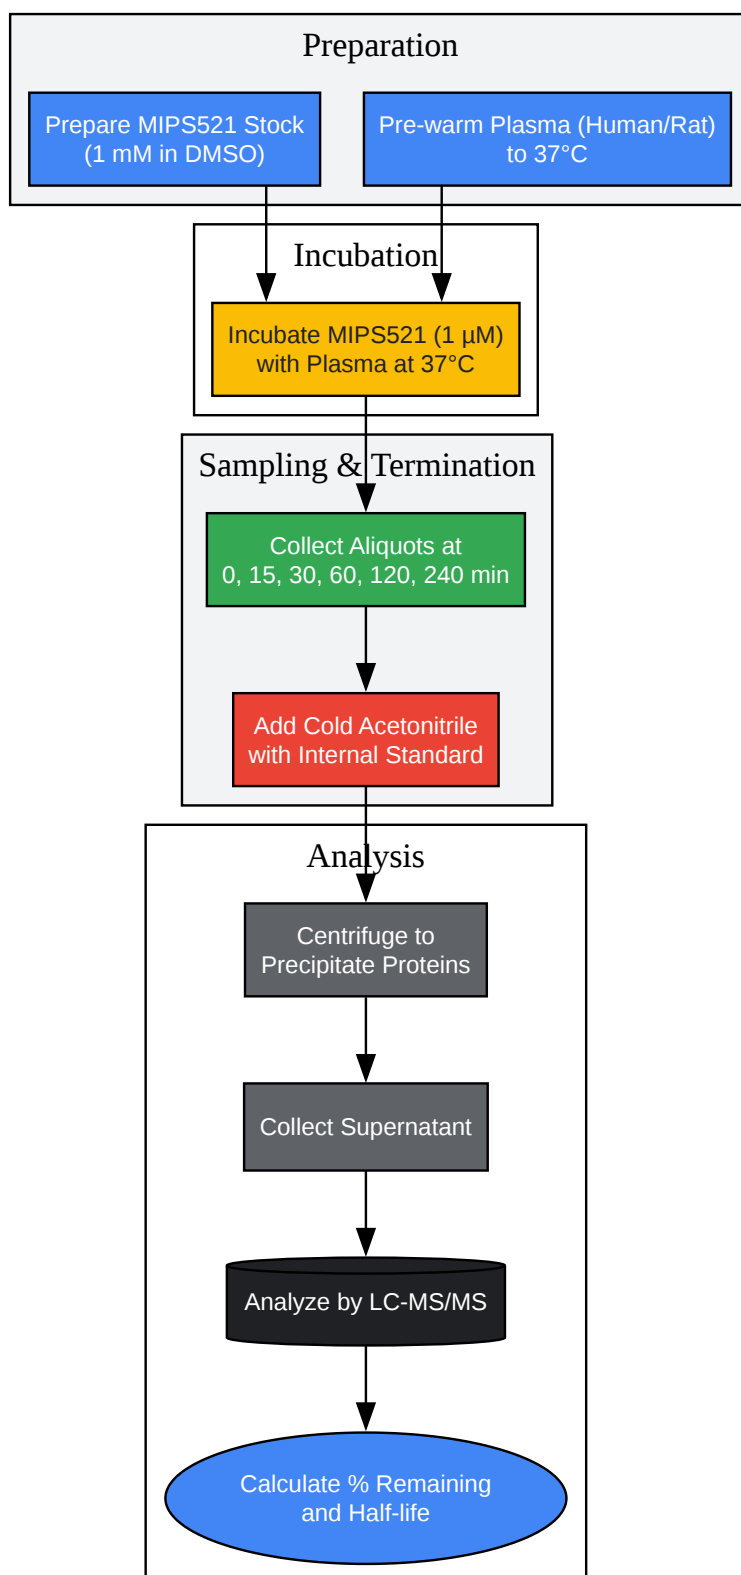 Preparation
Prepare MIPS521 Stock
(1 mM in DMSO)
Pre-warm Plasma (Human/Rat)
to 37°C
Incubation
Incubate MIPS521 (1 µM)
with Plasma at 37°C
Sampling & Termination
Collect Aliquots at
0, 15, 30, 60, 120, 240 min
Add Cold Acetonitrile
with Internal Standard
Analysis
Centrifuge to
Precipitate Proteins
Collect Supernatant
Analyze by LC-MS/MS
Calculate % Remaining
and Half-life